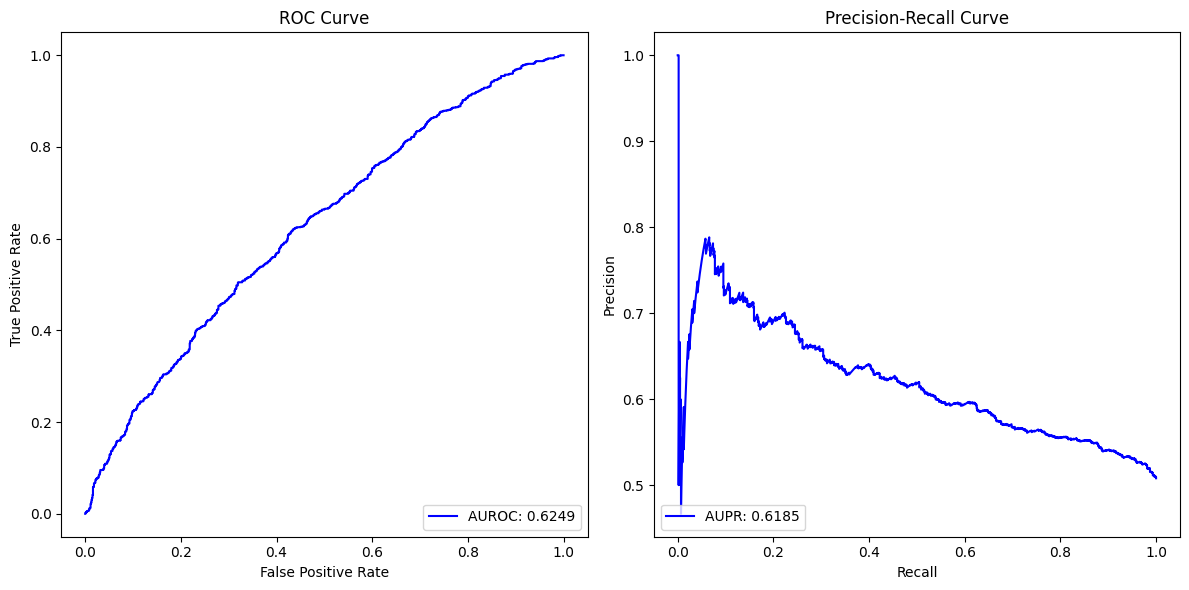 ROC Curve
True Positive Rate
1.0
0.8
0.6
0.4
0.2
0.0
AUROC: 0.6249
0.0 0.2 0.4 0.6 0.8 1.0
False Positive Rate
Precision-Recall Curve
Precision
1.0
0.9
0.8
0.7
0.6
0.5
AUPR: 0.6185
0.0 0.2 0.4 0.6 0.8 1.0
Recall